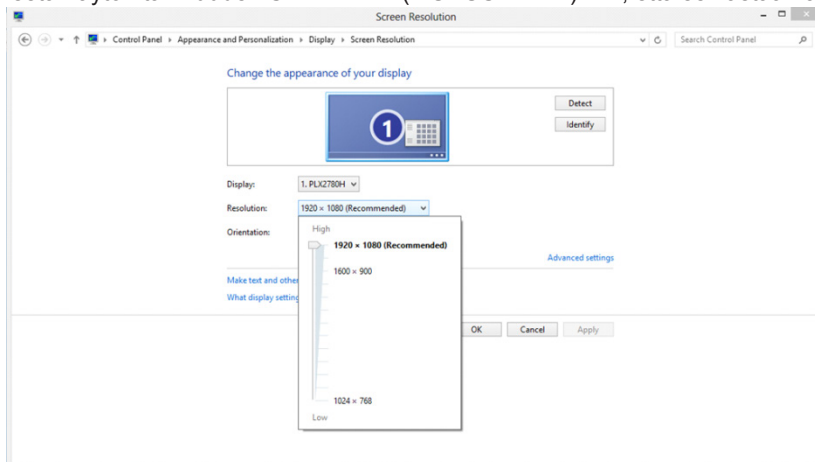 Screen Resolution
Control Panel ▸ Appearance and Personalization ▸ Display ▸ Screen Resolution
Search Control Panel
Change the appearance of your display
1
Detect
Identify
Display: 1. PLX2780H
Resolution: 1920 × 1080 (Recommended)
Orientation:
High
1920 × 1080 (Recommended)
1600 × 900
1024 × 768
Low
Advanced settings
Make text and other
What display setting
OK Cancel Apply